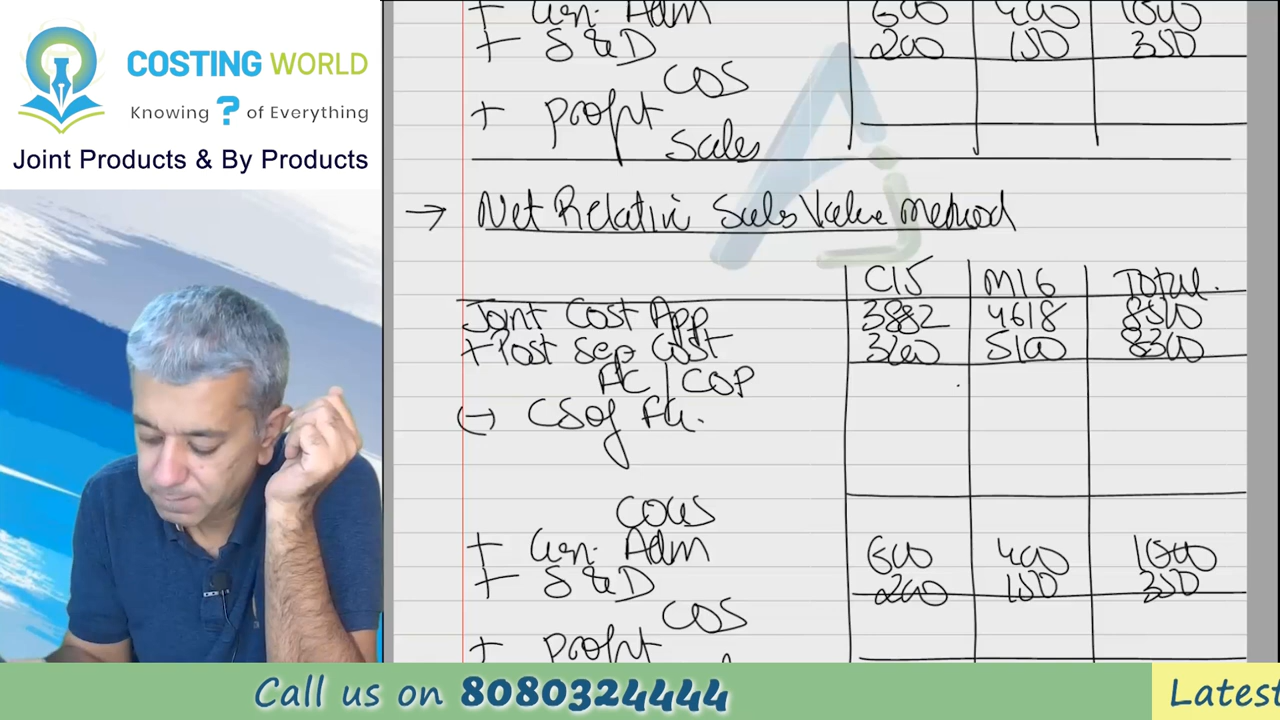 COSTING WORLD
Knowing ? of Everything
Joint Products & By Products
+ Gen. Adm 600 400 1000
+ S&D 200 150 350
COS
+ Profit
Sales
→ Net Relative Sales Value Method
C15 M16 Total
Joint Cost App 3882 4618 8500
+ Post Sep Cost 3200 5100 8300
FC | COP
(-) CS of FG.
COGS
+ Gen. Adm 600 400 1000
+ S&D 200 150 350
COS
+ Profit
Call us on 8080324444
Latest